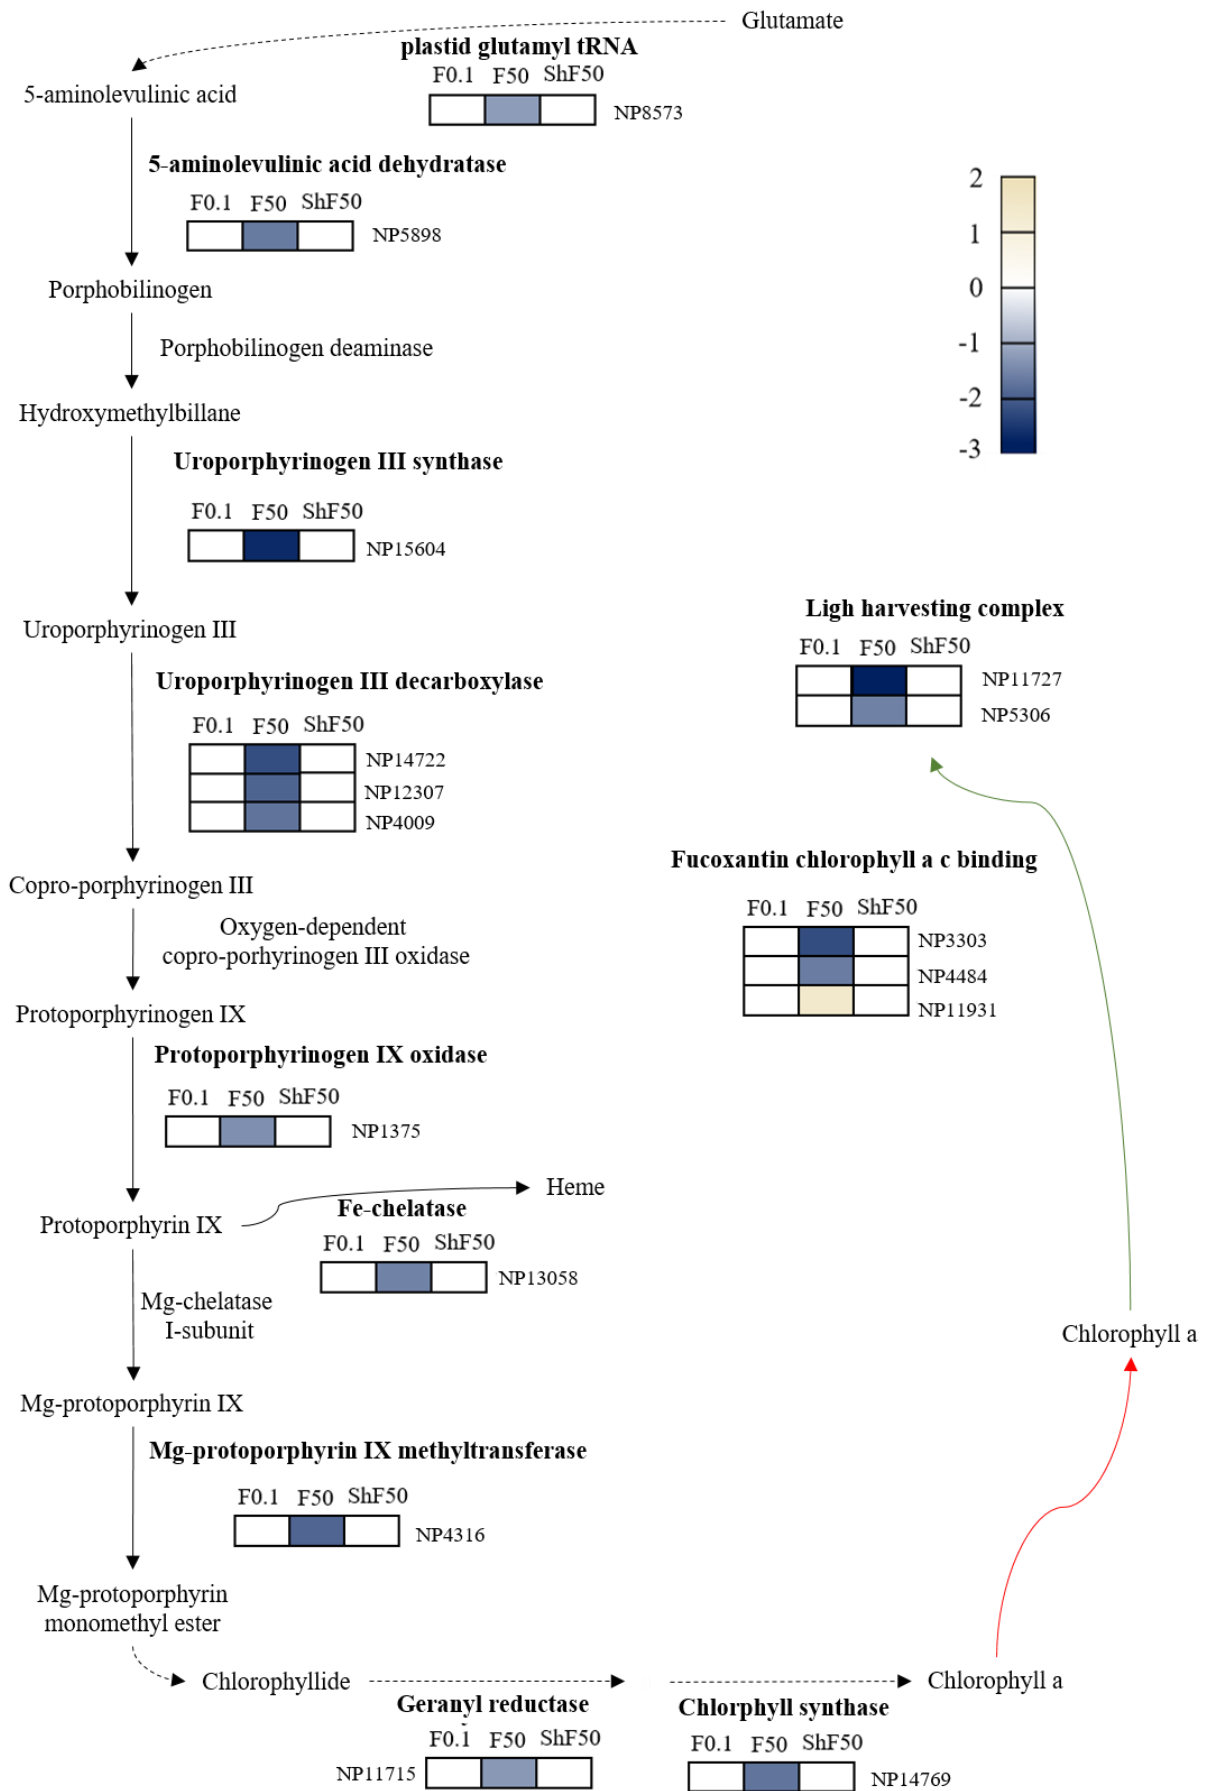 Glutamate
plastid glutamyl tRNA
F0.1 F50 ShF50
NP8573
5-aminolevulinic acid
5-aminolevulinic acid dehydratase
F0.1 F50 ShF50
NP5898
2
1
0
-1
-2
-3
Porphobilinogen
Porphobilinogen deaminase
Hydroxymethylbillane
Uroporphyrinogen III synthase
F0.1 F50 ShF50
NP15604
Uroporphyrinogen III
Uroporphyrinogen III decarboxylase
F0.1 F50 ShF50
NP14722
NP12307
NP4009
Ligh harvesting complex
F0.1 F50 ShF50
NP11727
NP5306
Copro-porphyrinogen III
Oxygen-dependent
copro-porhyrinogen III oxidase
Fucoxantin chlorophyll a c binding
F0.1 F50 ShF50
NP3303
NP4484
NP11931
Protoporphyrinogen IX
Protoporphyrinogen IX oxidase
F0.1 F50 ShF50
NP1375
Heme
Protoporphyrin IX
Fe-chelatase
F0.1 F50 ShF50
NP13058
Mg-chelatase
I-subunit
Chlorophyll a
Mg-protoporphyrin IX
Mg-protoporphyrin IX methyltransferase
F0.1 F50 ShF50
NP4316
Mg-protoporphyrin
monomethyl ester
Chlorophyllide
Chlorophyll a
Geranyl reductase
F0.1 F50 ShF50
NP11715
Chlorphyll synthase
F0.1 F50 ShF50
NP14769